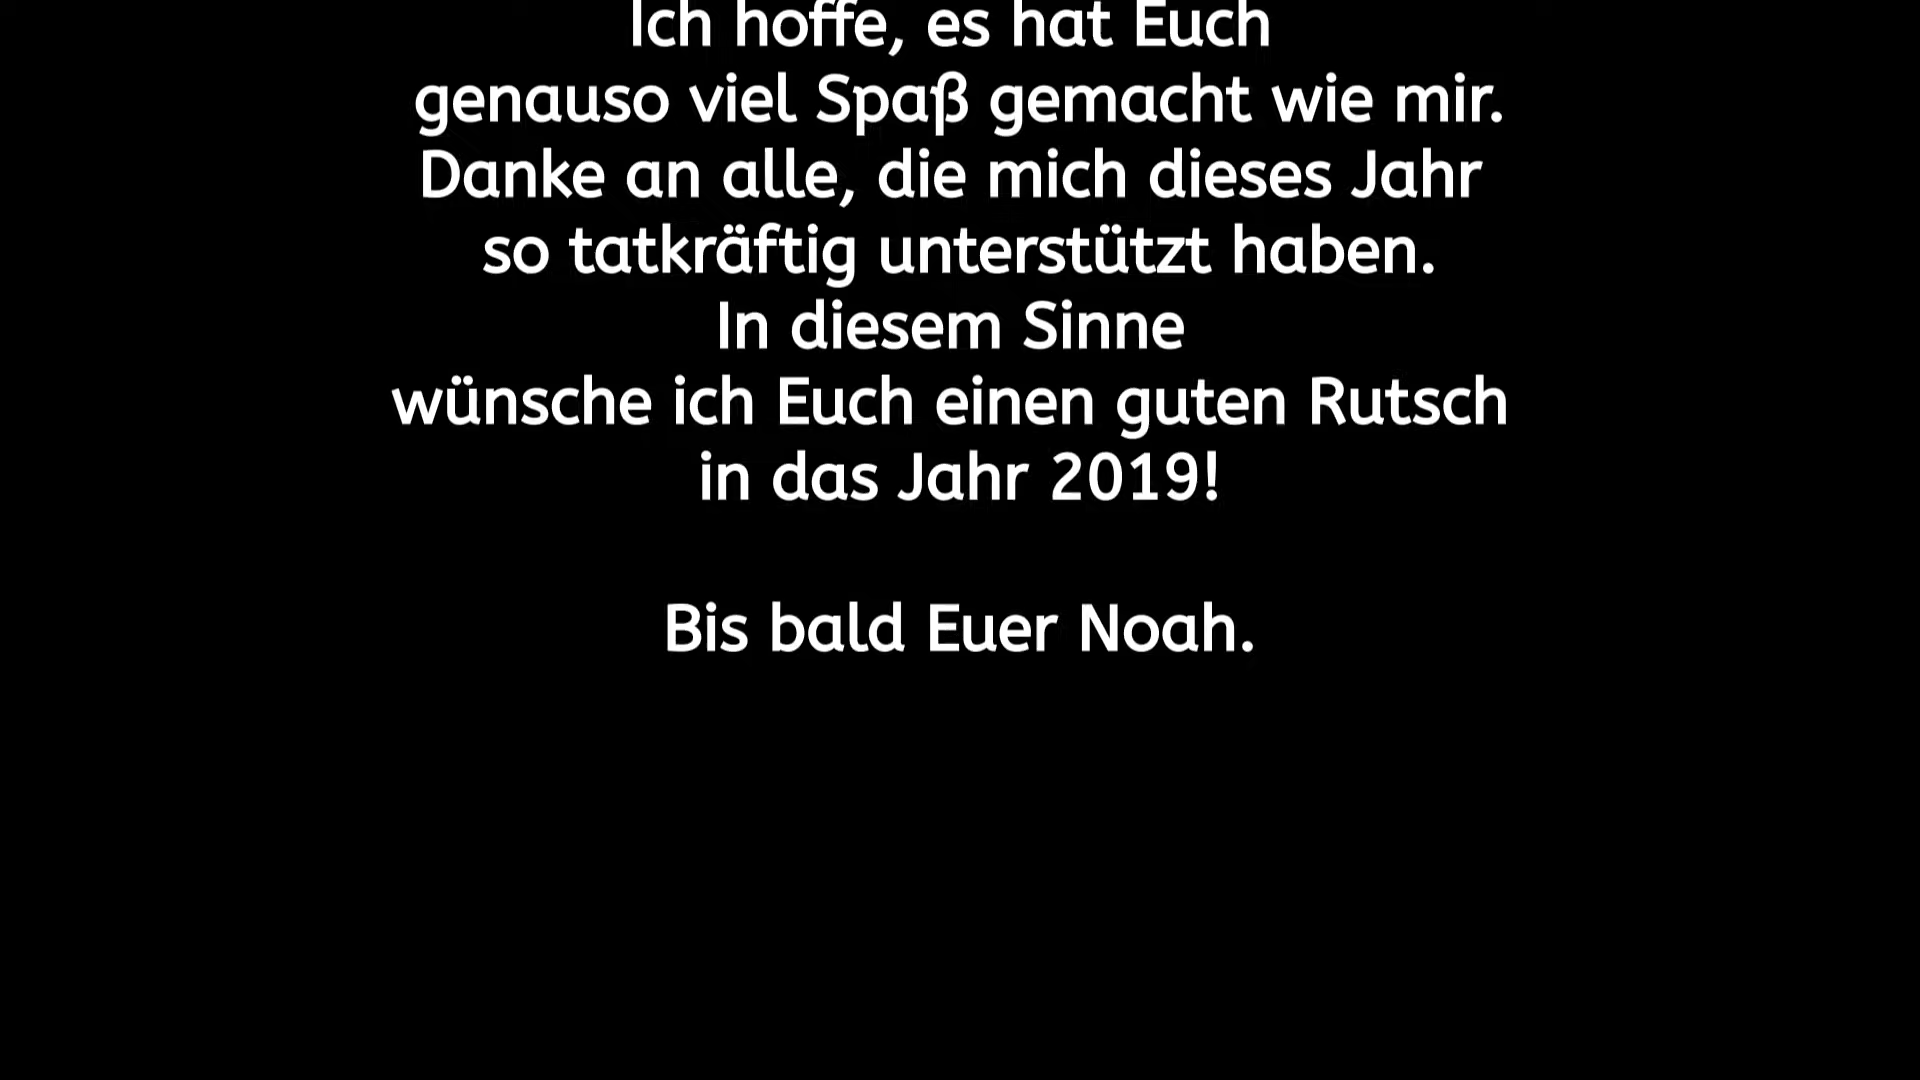 Ich hoffe, es hat Euch
genauso viel Spaß gemacht wie mir.
Danke an alle, die mich dieses Jahr
so tatkräftig unterstützt haben.
In diesem Sinne
wünsche ich Euch einen guten Rutsch
in das Jahr 2019!
Bis bald Euer Noah.